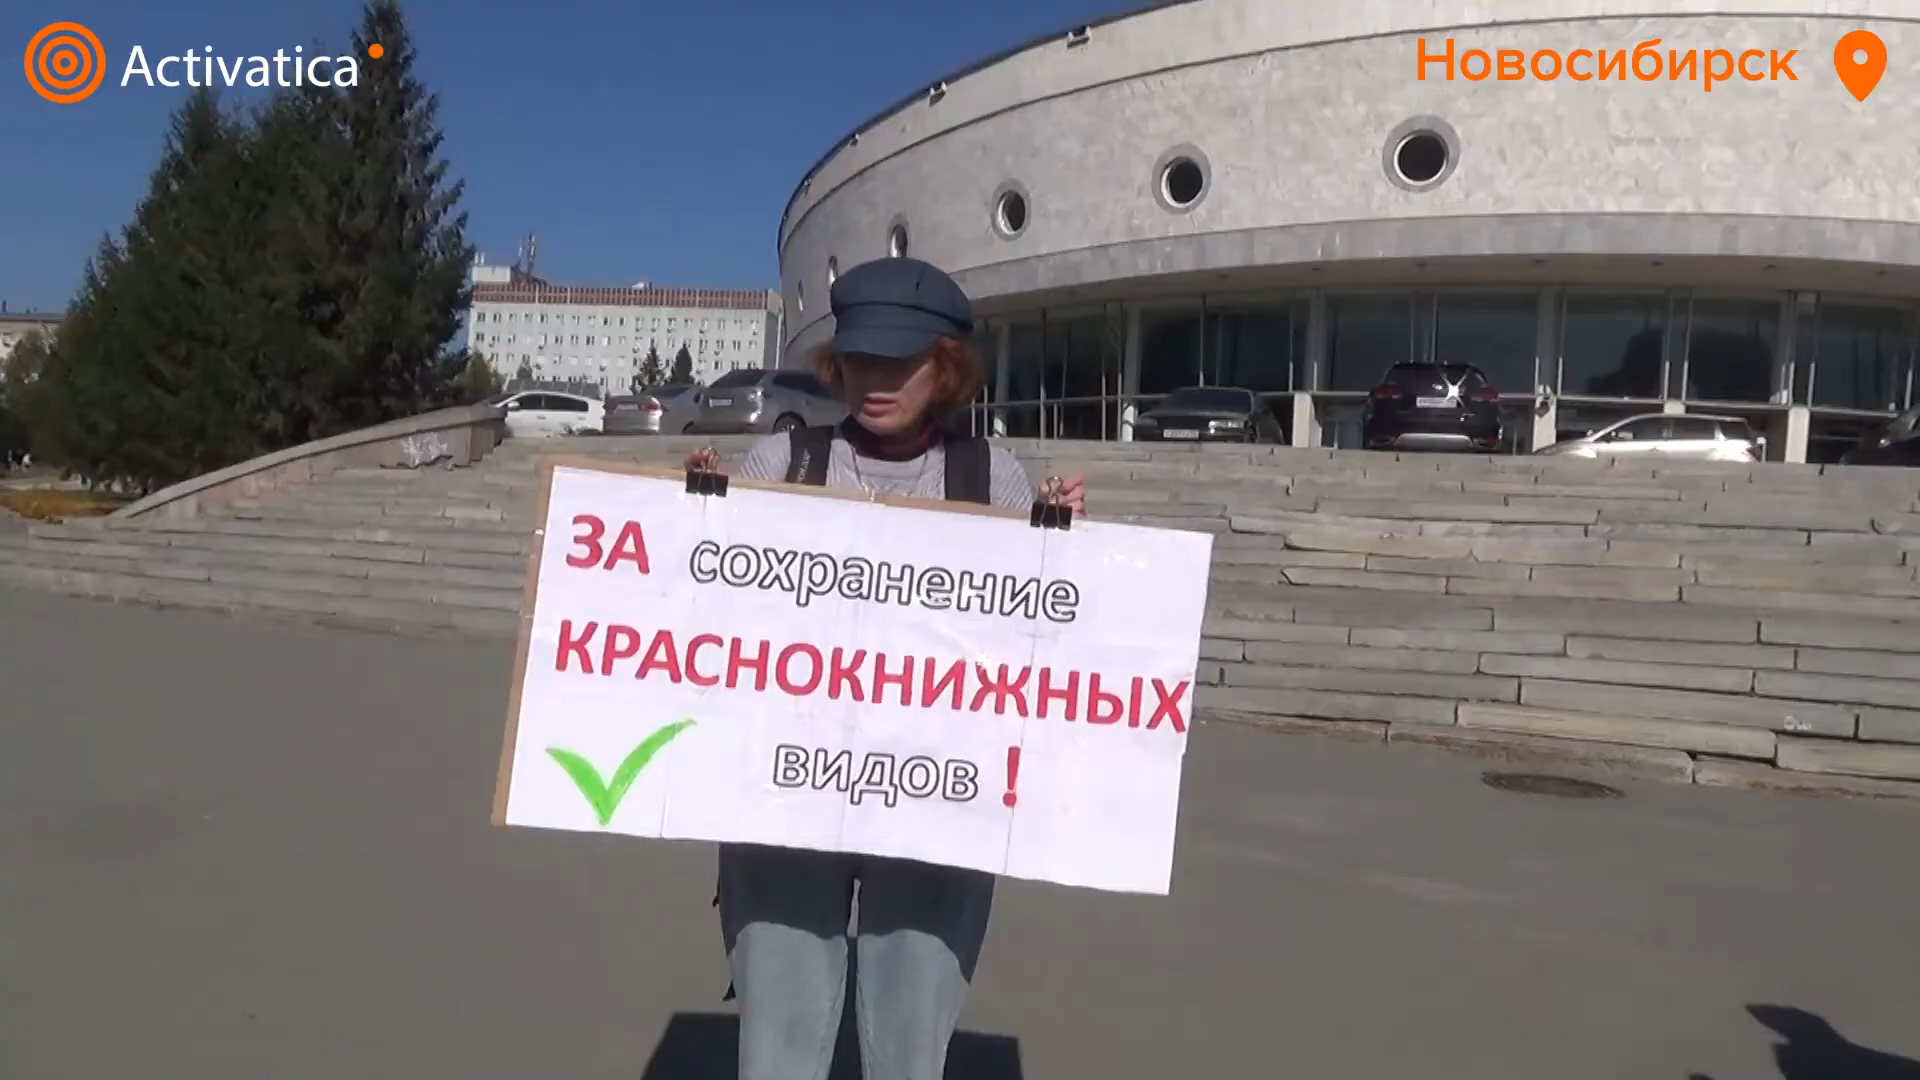 Activatica
Новосибирск
ЗА сохранение
КРАСНОКНИЖНЫХ
видов !